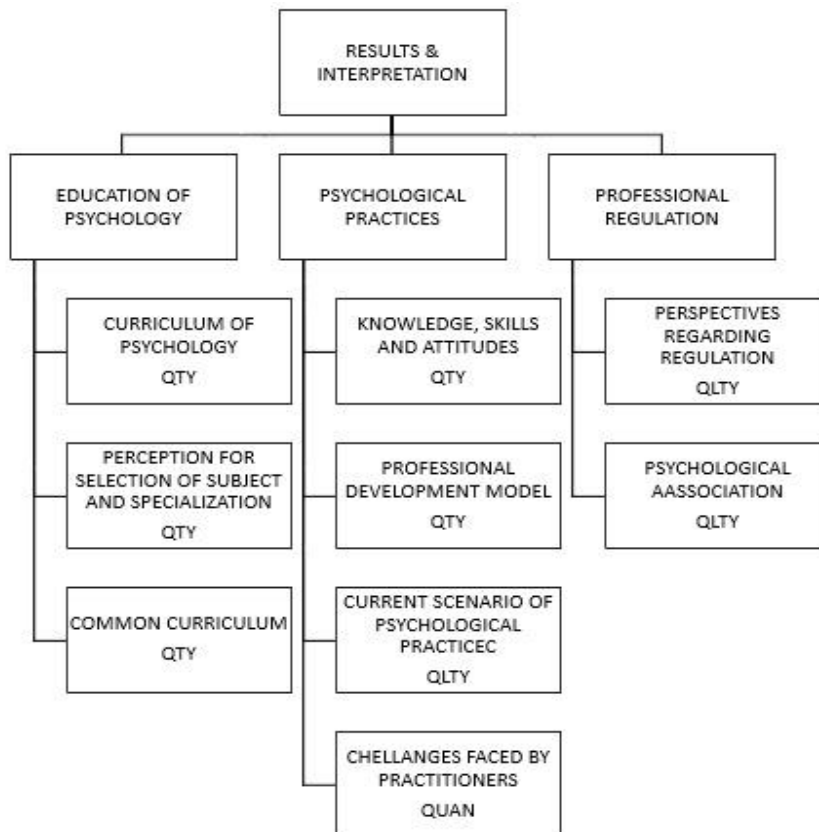 RESULTS &
INTERPRETATION
EDUCATION OF
PSYCHOLOGY
PSYCHOLOGICAL
PRACTICES
PROFESSIONAL
REGULATION
CURRICULUM OF
PSYCHOLOGY
QTY
PERCEPTION FOR
SELECTION OF SUBJECT
AND SPECIALIZATION
QTY
COMMON CURRICULUM
QTY
KNOWLEDGE, SKILLS
AND ATTITUDES
QTY
PROFESSIONAL
DEVELOPMENT MODEL
QTY
CURRENT SCENARIO OF
PSYCHOLOGICAL
PRACTICEC
QLTY
CHELLANGES FACED BY
PRACTITIONERS
QUAN
PERSPECTIVES
REGARDING
REGULATION
QLTY
PSYCHOLOGICAL
AASSOCIATION
QLTY